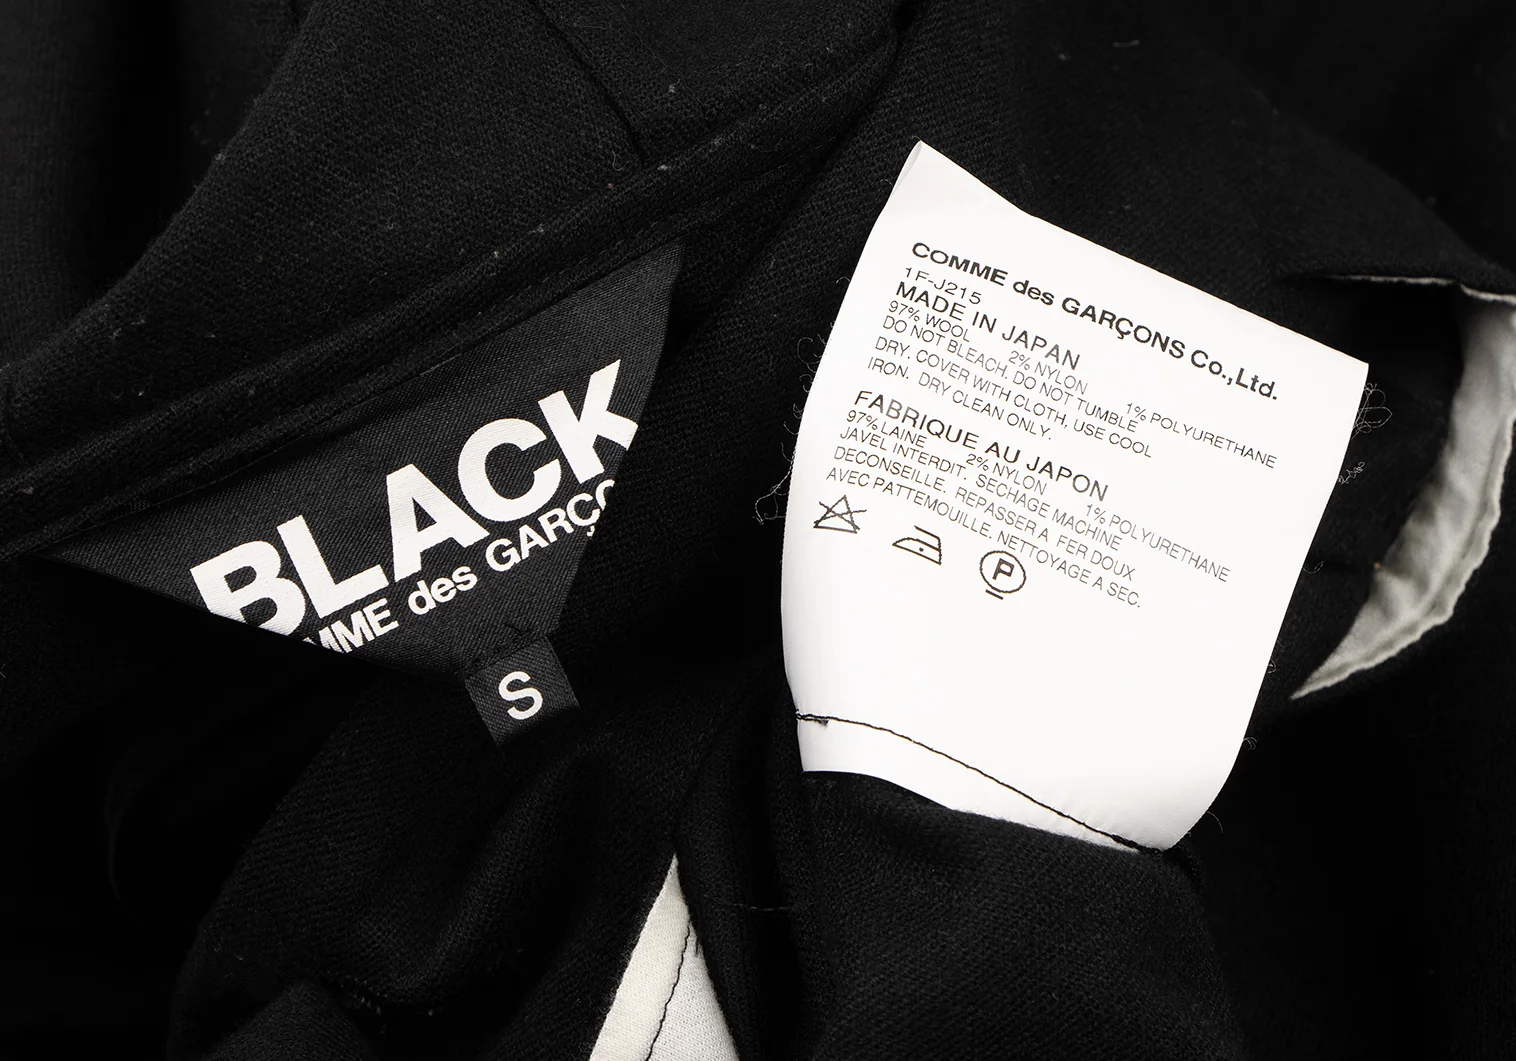 BLACK
MME des GARÇO
S
COMME des GARÇONS Co.,Ltd.
1F-J215
MADE IN JAPAN
97% WOOL 2% NYLON 1% POLYURETHANE
DO NOT BLEACH. DO NOT TUMBLE
DRY. COVER WITH CLOTH, USE COOL
IRON. DRY CLEAN ONLY.
FABRIQUE AU JAPON
97% LAINE 2% NYLON 1% POLYURETHANE
JAVEL INTERDIT. SECHAGE MACHINE
DECONSEILLE. REPASSER A FER DOUX
AVEC PATTEMOUILLE. NETTOYAGE A SEC.
P